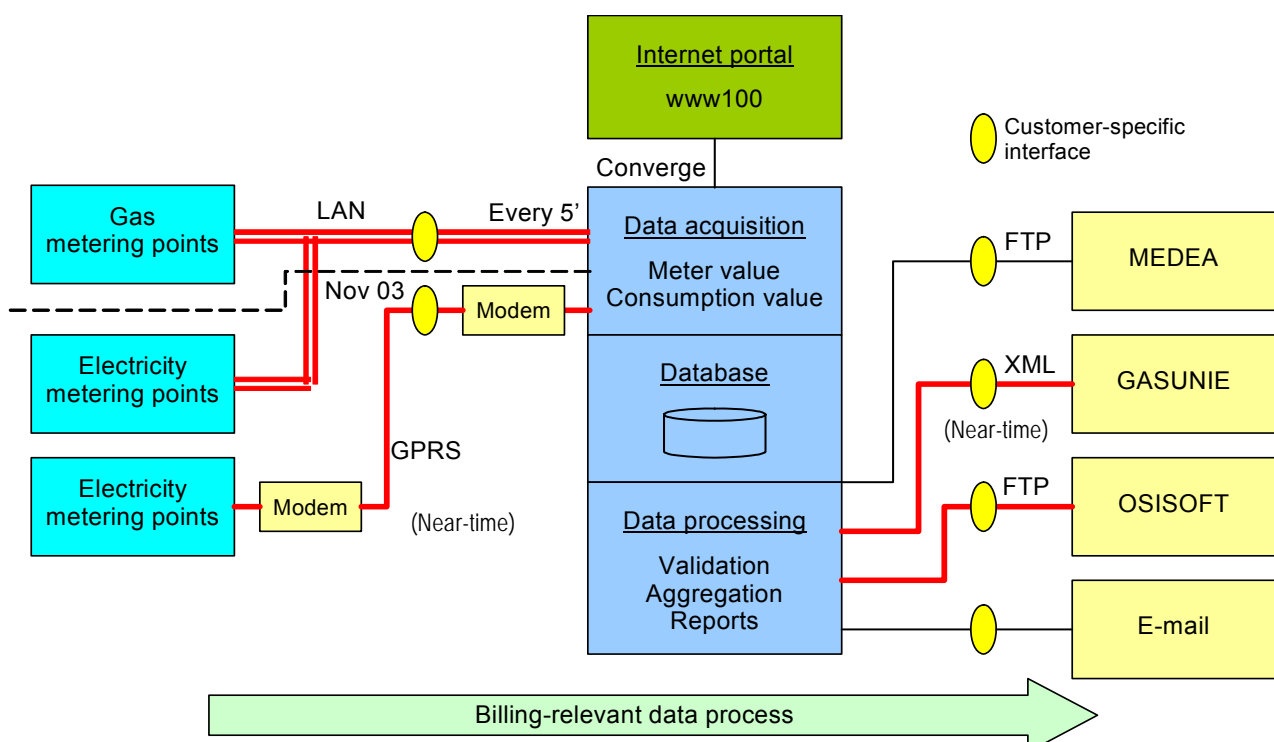 Internet portal
www100
Customer-specific
interface
Converge
Gas
metering points
LAN
Every 5’
Data acquisition
Meter value
Consumption value
FTP
MEDEA
Nov 03
Modem
Electricity
metering points
Database
XML
GASUNIE
(Near-time)
GPRS
Electricity
metering points
Modem
(Near-time)
FTP
OSISOFT
Data processing
Validation
Aggregation
Reports
E-mail
Billing-relevant data process